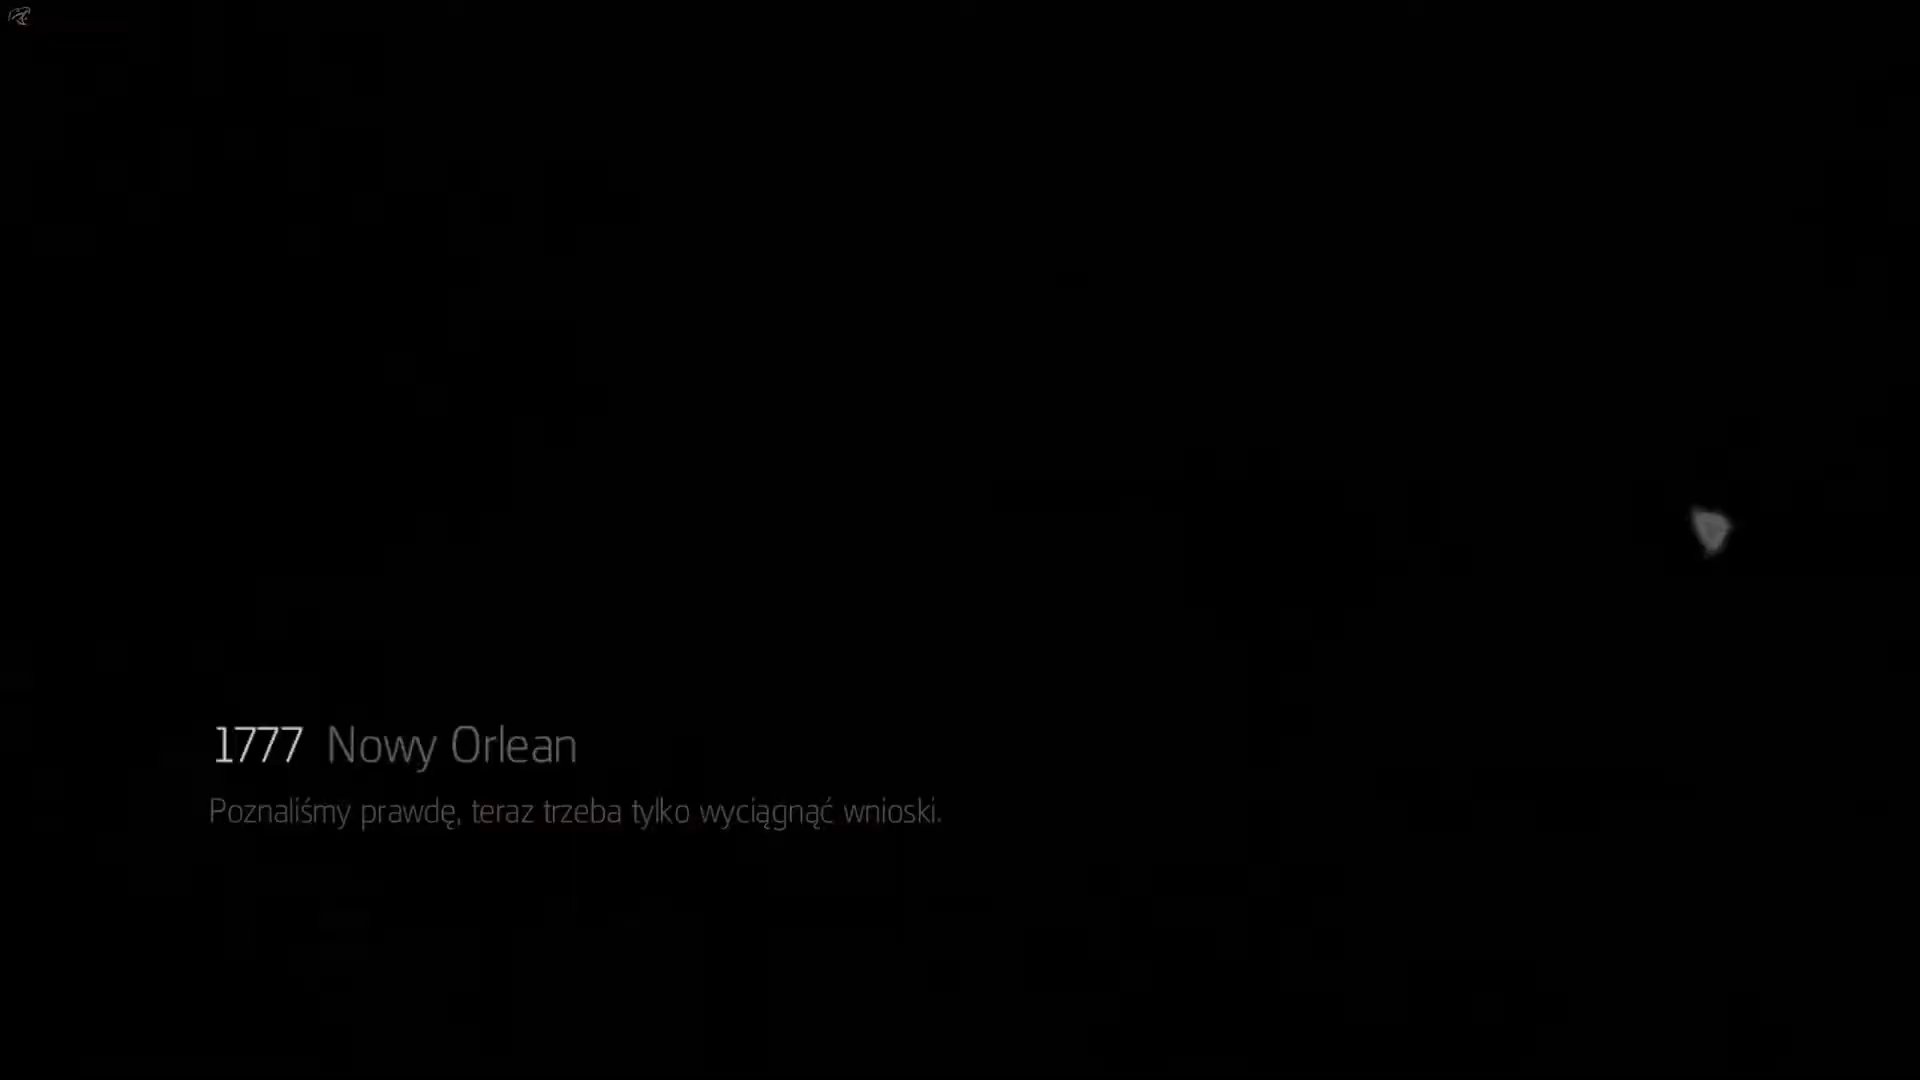 1777 Nowy Orlean
Poznaliśmy prawdę, teraz trzeba tylko wyciągnąć wnioski.